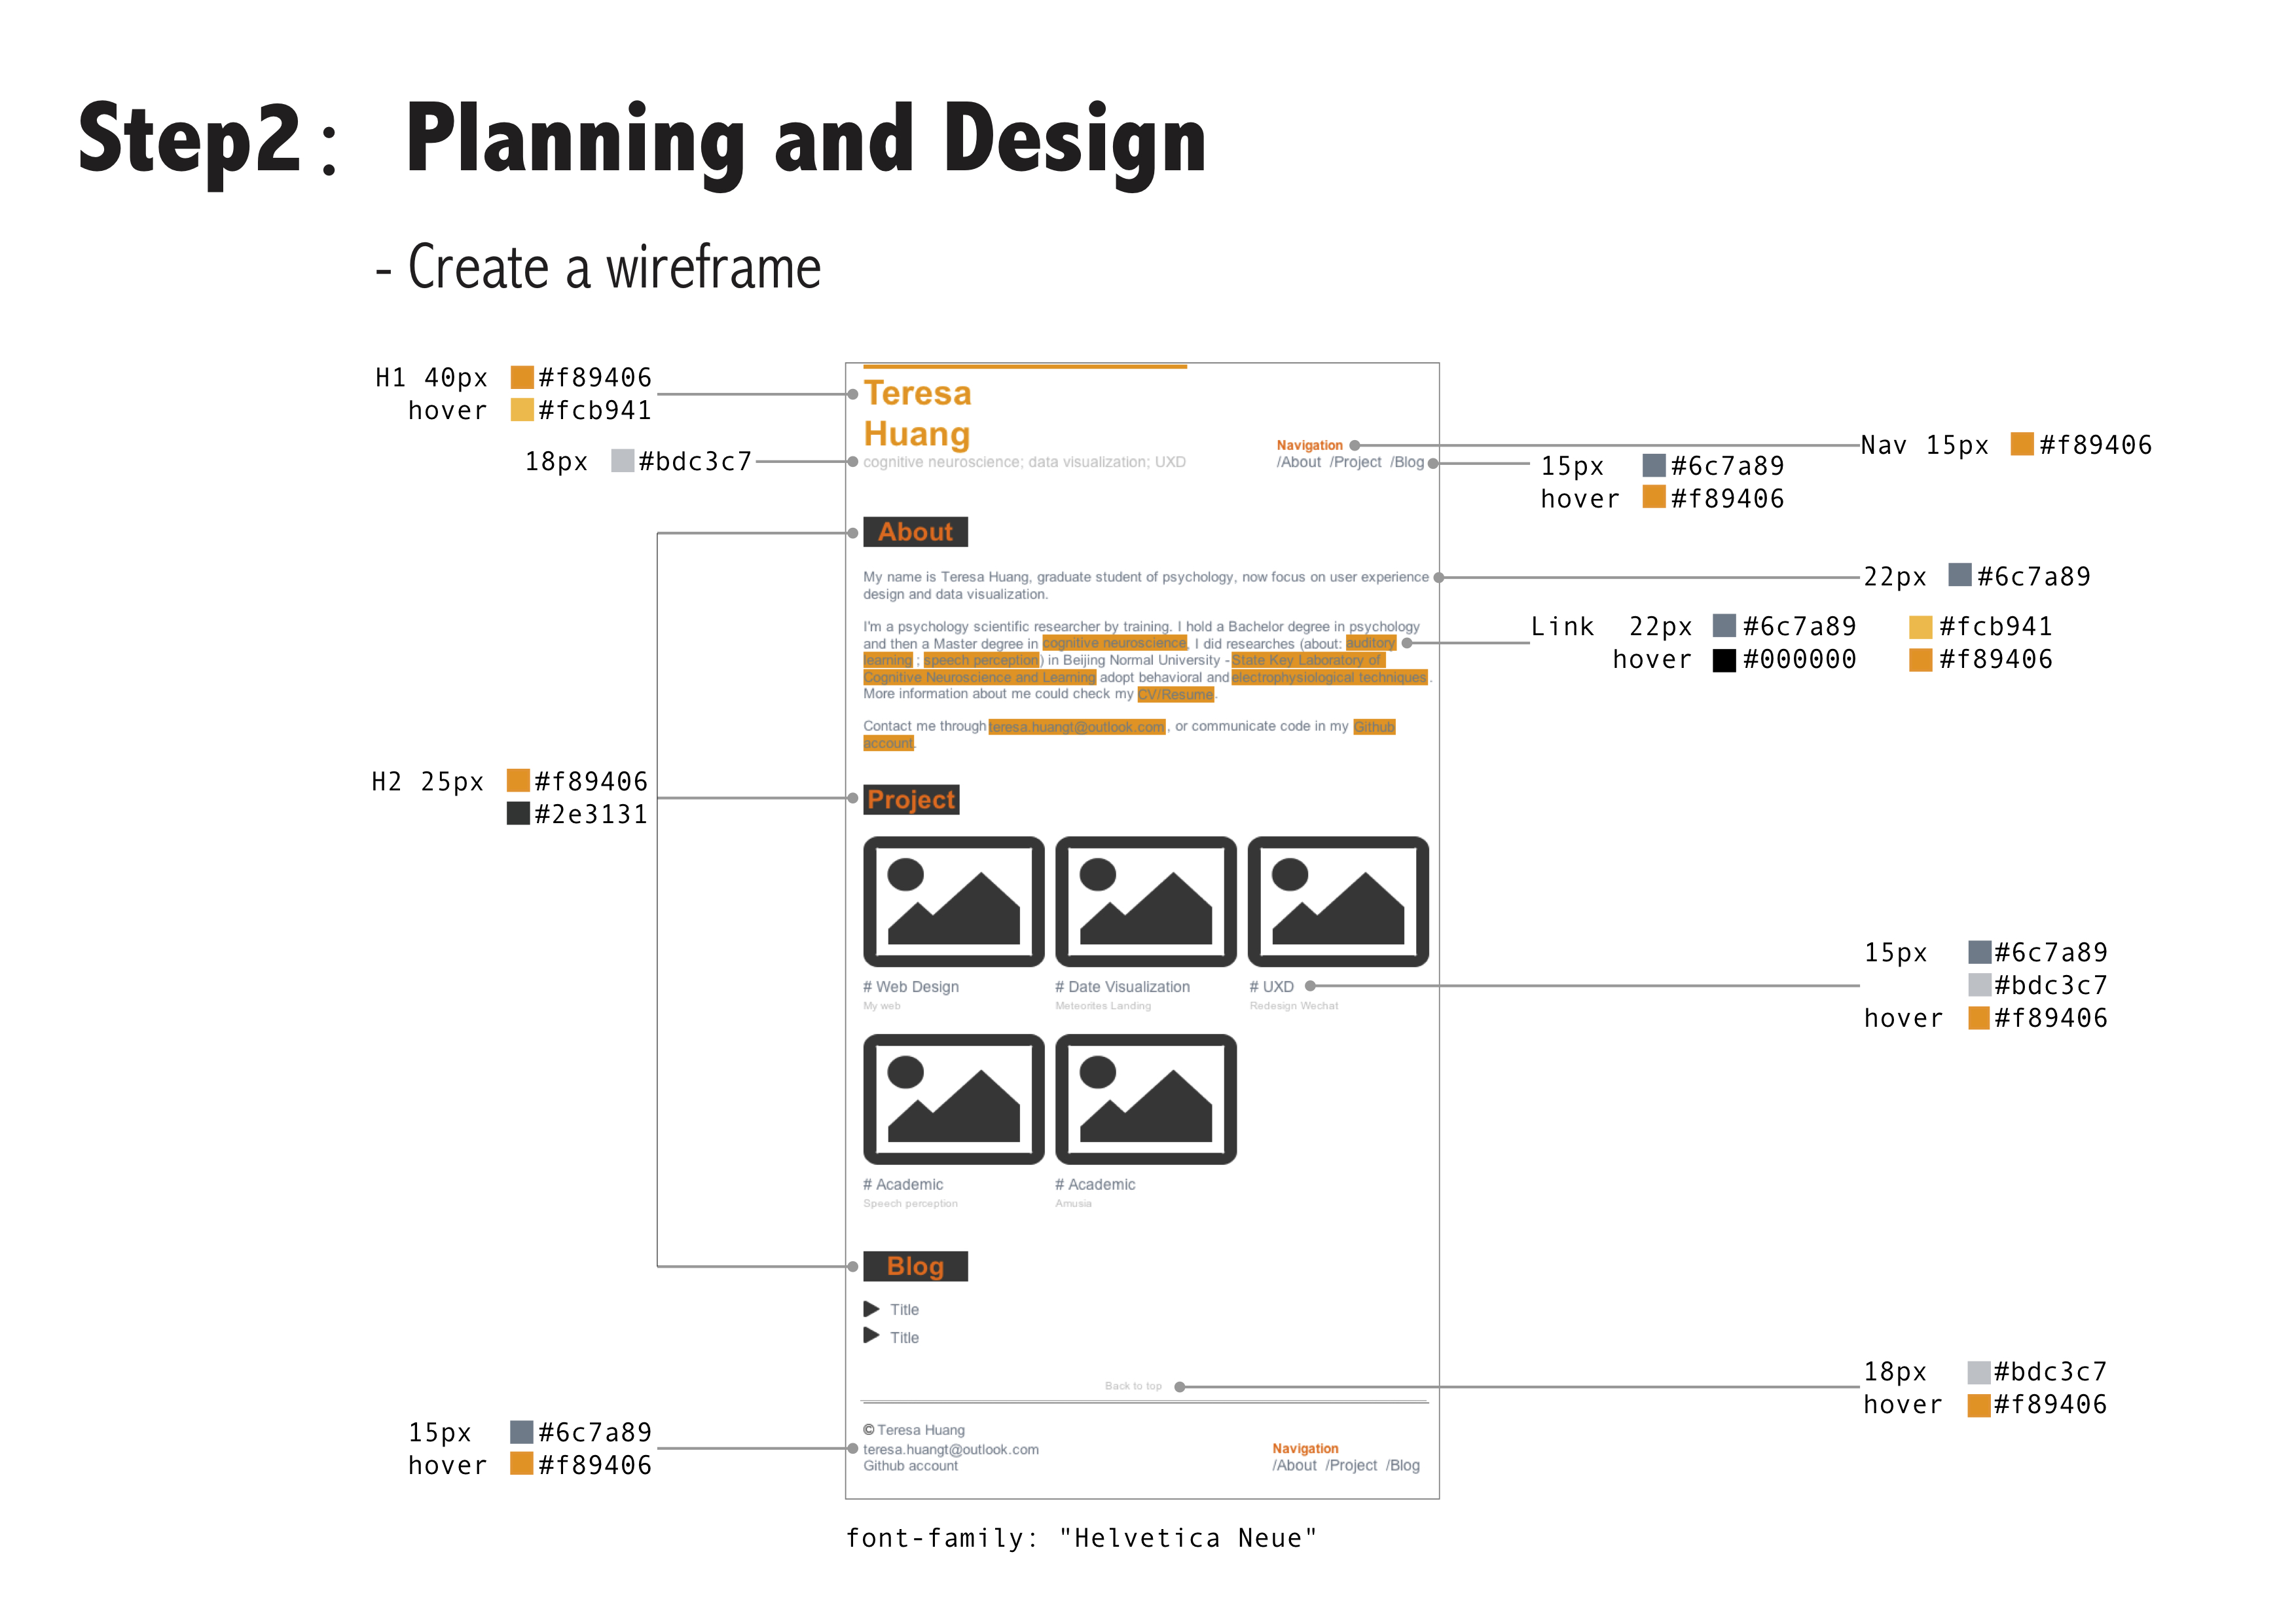 Step2: Planning and Design
- Create a wireframe
H1 40px #f89406
hover #fcb941
18px #bdc3c7
Teresa
Huang
cognitive neuroscience; data visualization; UXD
Navigation
/About /Project /Blog
Nav 15px #f89406
15px #6c7a89
hover #f89406
About
My name is Teresa Huang, graduate student of psychology, now focus on user experience
design and data visualization.
22px #6c7a89
I'm a psychology scientific researcher by training. I hold a Bachelor degree in psychology
and then a Master degree in cognitive neuroscience, I did researches (about: auditory
learning ; speech perception) in Beijing Normal University - State Key Laboratory of
Cognitive Neuroscience and Learning adopt behavioral and electrophysiological techniques.
More information about me could check my CV/Resume.
Link 22px #6c7a89 #fcb941
hover #000000 #f89406
Contact me through teresa.huangt@outlook.com, or communicate code in my Github
account.
H2 25px #f89406
#2e3131
Project
# Web Design
My web
# Date Visualization
Meteorites Landing
# UXD
Redesign Wechat
15px #6c7a89
#bdc3c7
hover #f89406
# Academic
Speech perception
# Academic
Amusia
Blog
Title
Title
Back to top
18px #bdc3c7
hover #f89406
15px #6c7a89
hover #f89406
© Teresa Huang
teresa.huangt@outlook.com
Github account
Navigation
/About /Project /Blog
font-family: "Helvetica Neue"